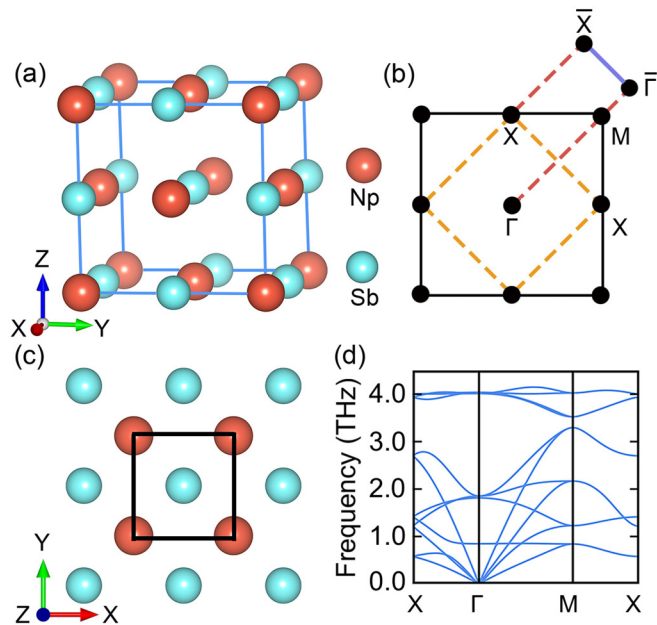 (a)
Np
Sb
Z
X
Y
(b)
X̅
Γ̅
X
M
Γ
X
(c)
Y
Z
X
(d)
Frequency (THz)
4.0
3.0
2.0
1.0
0.0
X Γ M X